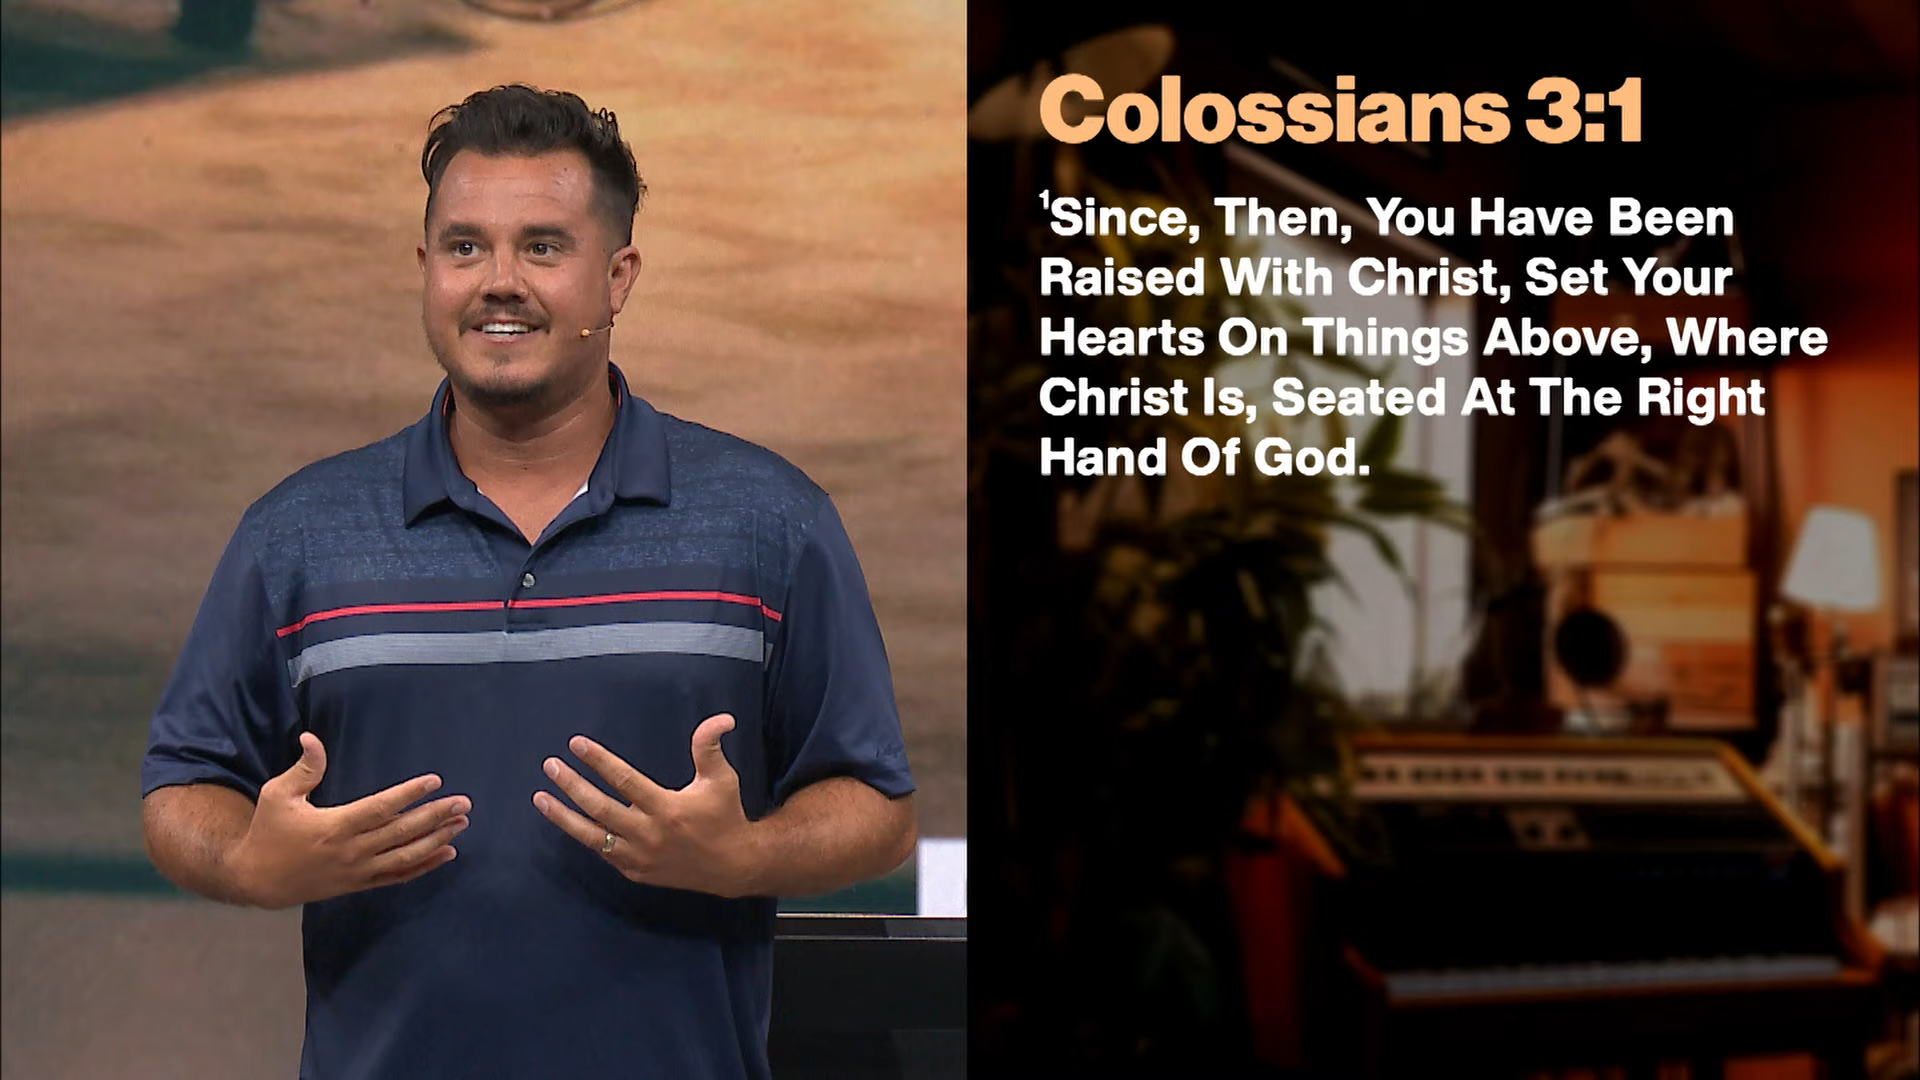 Colossians 3:1
¹Since, Then, You Have Been
Raised With Christ, Set Your
Hearts On Things Above, Where
Christ Is, Seated At The Right
Hand Of God.